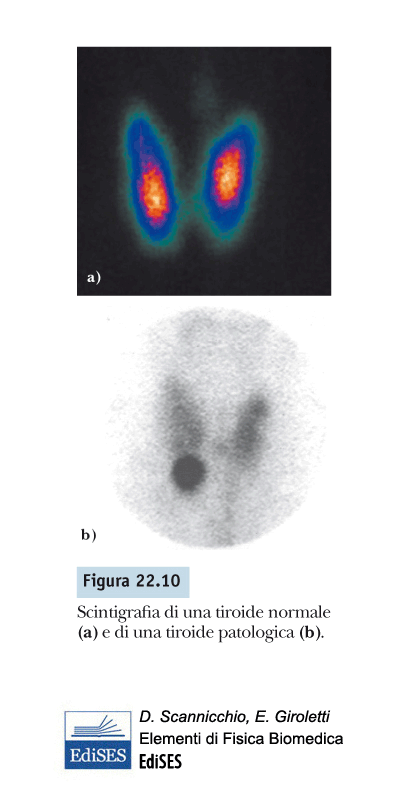 a)
b)
Figura 22.10
Scintigrafia di una tiroide normale
(a) e di una tiroide patologica (b).
EdiSES
D. Scannicchio, E. Giroletti
Elementi di Fisica Biomedica
EdiSES